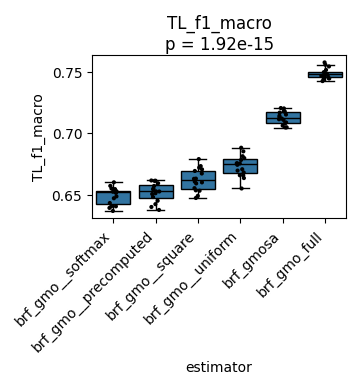 TL_f1_macro
p = 1.92e-15
TL_f1_macro
0.75
0.70
0.65
brf_gmo__softmax
brf_gmo__precomputed
brf_gmo__square
brf_gmo__uniform
brf_gmosa
brf_gmo_full
estimator